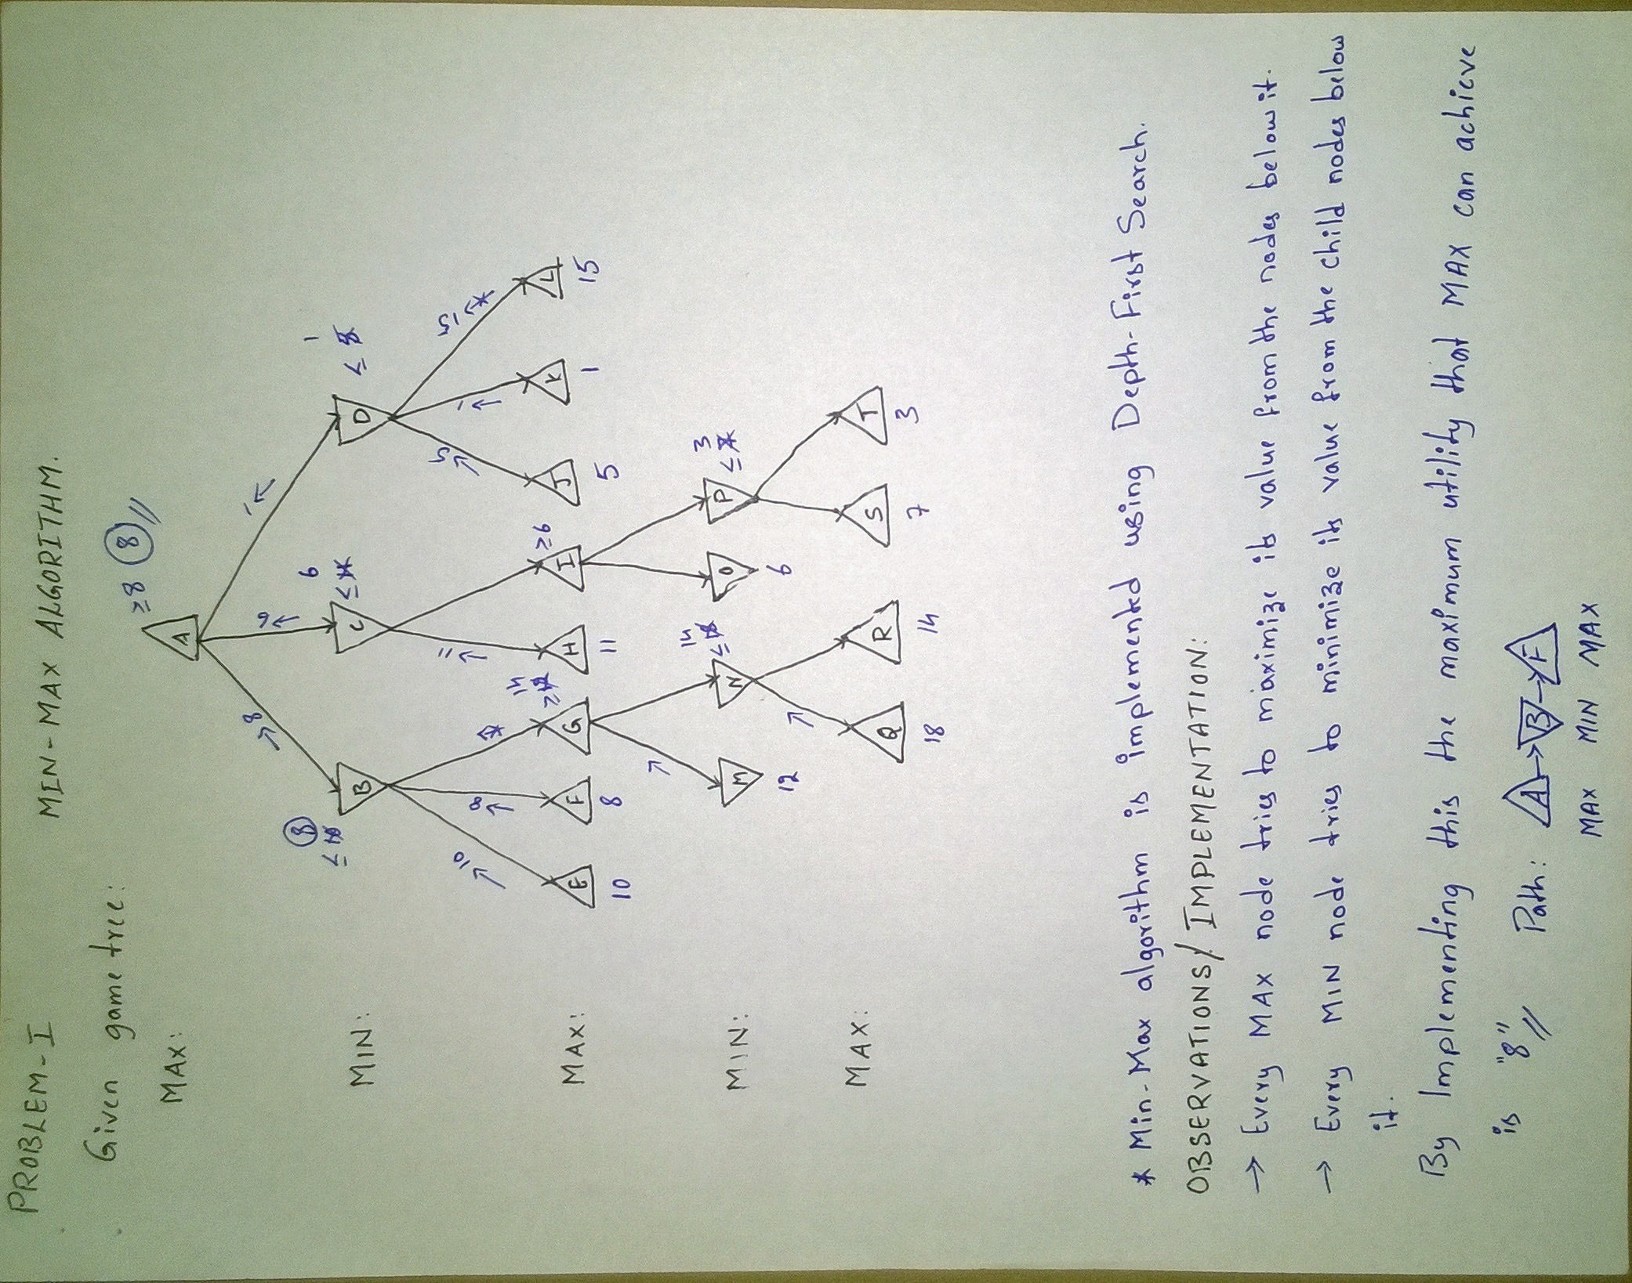 PROBLEM-I
MIN-MAX ALGORITHM.
Given game tree:
≥8 8
MAX:
A
→8 →6 1
8 6 1
≤10 ≤11 ≤5
MIN:
B C D
→10 →8 →11 →5 →1 15
14
≥12 ≥6
MAX:
E F G H I J K L
10 8 11 5 1 15
14 3
≤18 ≤7
MIN:
M N O P
12 6
MAX:
Q R S T
18 14 7 3
* Min-Max algorithm is implemented using Depth-First Search.
OBSERVATIONS/IMPLEMENTATION:
→ Every MAX node tries to maximize its value from the nodes below it.
→ Every MIN node tries to minimize its value from the child nodes below
it.
By Implementing this the maximum utility that MAX can achieve
is "8"//
Path: A→B→F
MAX MIN MAX